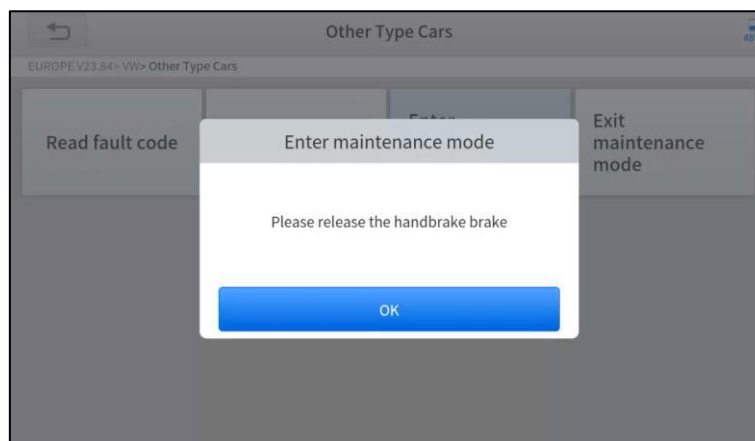 Other Type Cars
EUROPE V23.84> VW> Other Type Cars
Read fault code
Enter
Exit
maintenance
mode
Enter maintenance mode
Please release the handbrake brake
OK